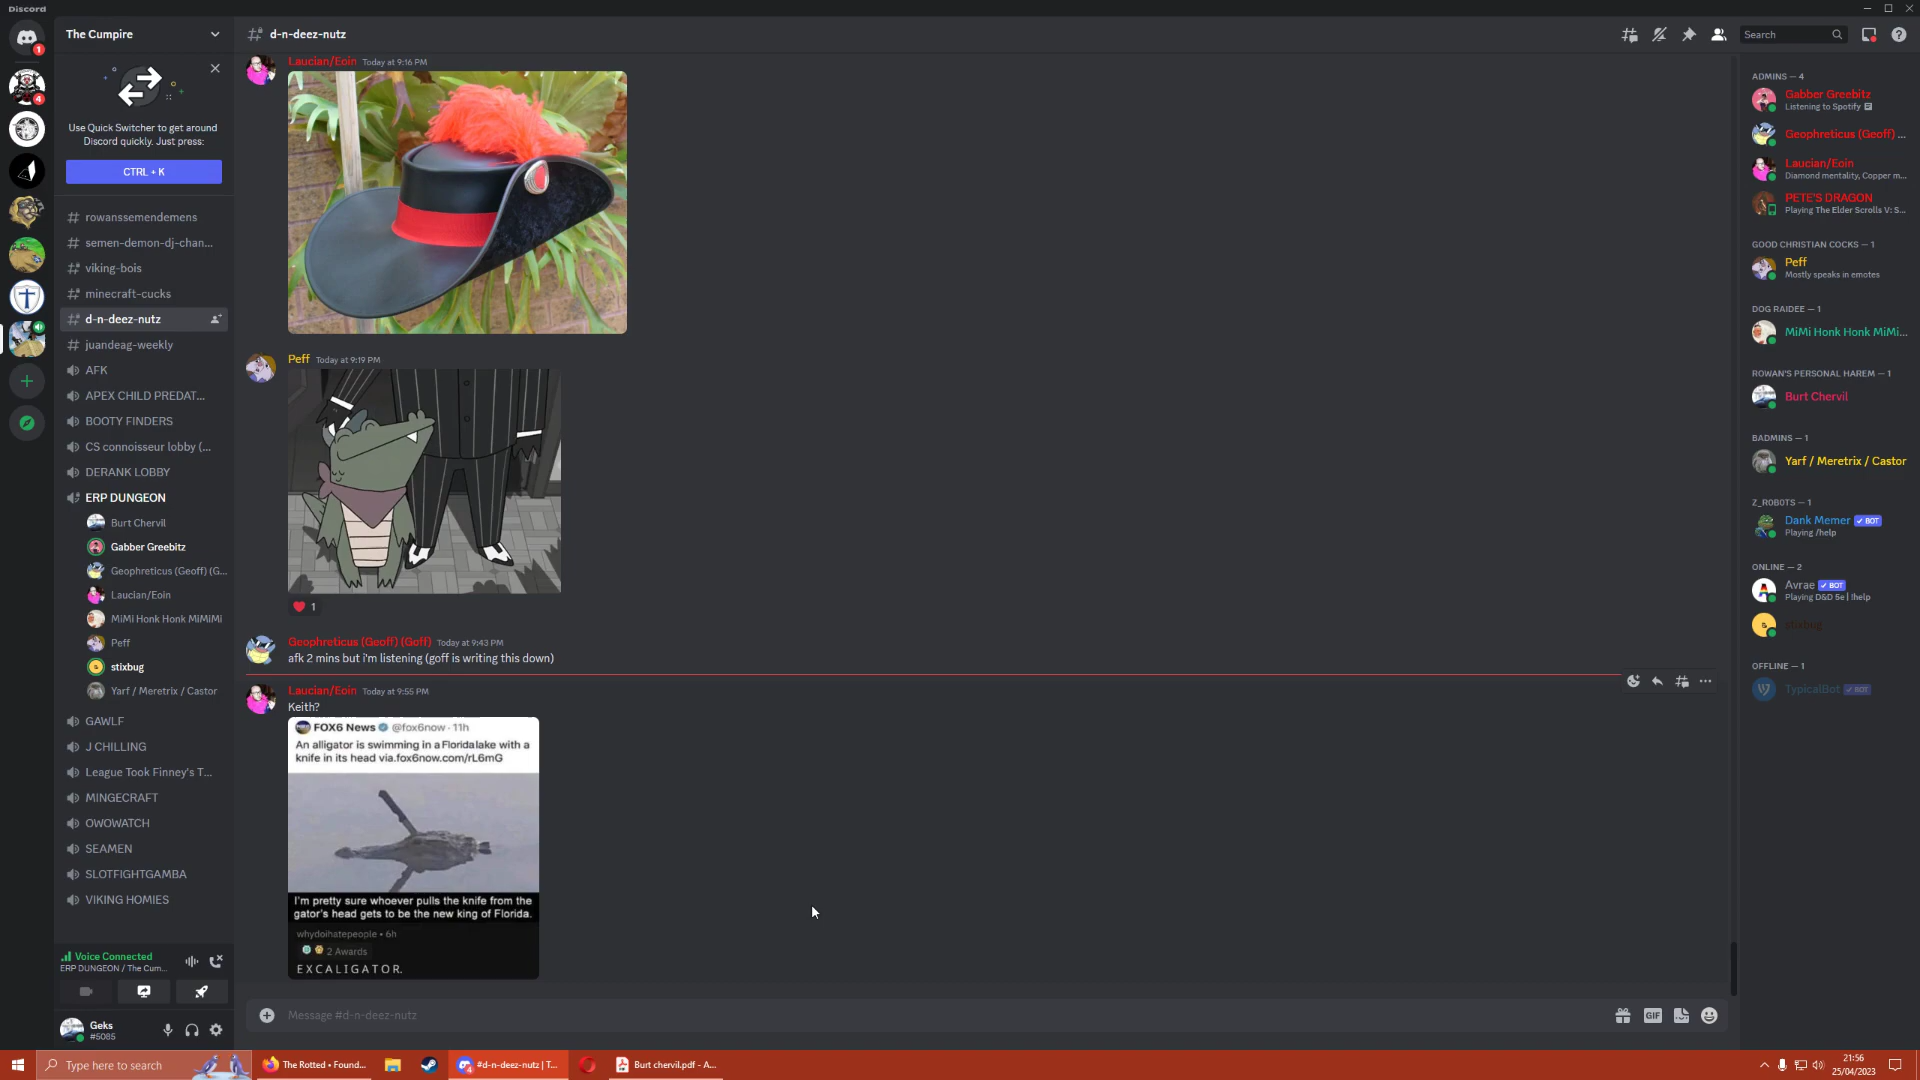 Discord
The Cumpire
d-n-deez-nutz
Search
Use Quick Switcher to get around
Discord quickly. Just press:
CTRL + K
rowanssemendemens
semen-demon-dj-chan...
viking-bois
minecraft-cucks
d-n-deez-nutz
juandeag-weekly
AFK
APEX CHILD PREDAT...
BOOTY FINDERS
CS connoisseur lobby (...
DERANK LOBBY
ERP DUNGEON
Burt Chervil
Gabber Greebitz
Geophreticus (Geoff) (G...
Laucian/Eoin
MiMi Honk Honk MiMiMi
Peff
stixbug
Yarf / Meretrix / Castor
GAWLF
J CHILLING
League Took Finney's T...
MINGECRAFT
OWOWATCH
SEAMEN
SLOTFIGHTGAMBA
VIKING HOMIES
Voice Connected
ERP DUNGEON / The Cum...
Geks
#5085
Laucian/Eoin Today at 9:16 PM
Peff Today at 9:19 PM
1
Geophreticus (Geoff) (Goff) Today at 9:43 PM
afk 2 mins but i'm listening (goff is writing this down)
Laucian/Eoin Today at 9:55 PM
Keith?
FOX6 News @fox6now · 11h
An alligator is swimming in a Florida lake with a
knife in its head via.fox6now.com/rL6mG
I'm pretty sure whoever pulls the knife from the
gator's head gets to be the new king of Florida.
whydoihatepeople • 6h
2 Awards
EXCALIGATOR.
Message #d-n-deez-nutz
GIF
ADMINS — 4
Gabber Greebitz
Listening to Spotify
Geophreticus (Geoff) ...
Laucian/Eoin
Diamond mentality, Copper m...
PETE'S DRAGON
Playing The Elder Scrolls V: S...
GOOD CHRISTIAN COCKS — 1
Peff
Mostly speaks in emotes
DOG RAIDEE — 1
MiMi Honk Honk MiMi...
ROWAN'S PERSONAL HAREM — 1
Burt Chervil
BADMINS — 1
Yarf / Meretrix / Castor
Z_ROBOTS — 1
Dank Memer BOT
Playing /help
ONLINE — 2
Avrae BOT
Playing D&D 5e | !help
stixbug
OFFLINE — 1
TypicalBot BOT
Type here to search
The Rotted • Found...
#d-n-deez-nutz | T...
Burt chervil.pdf - A...
21:56
25/04/2023